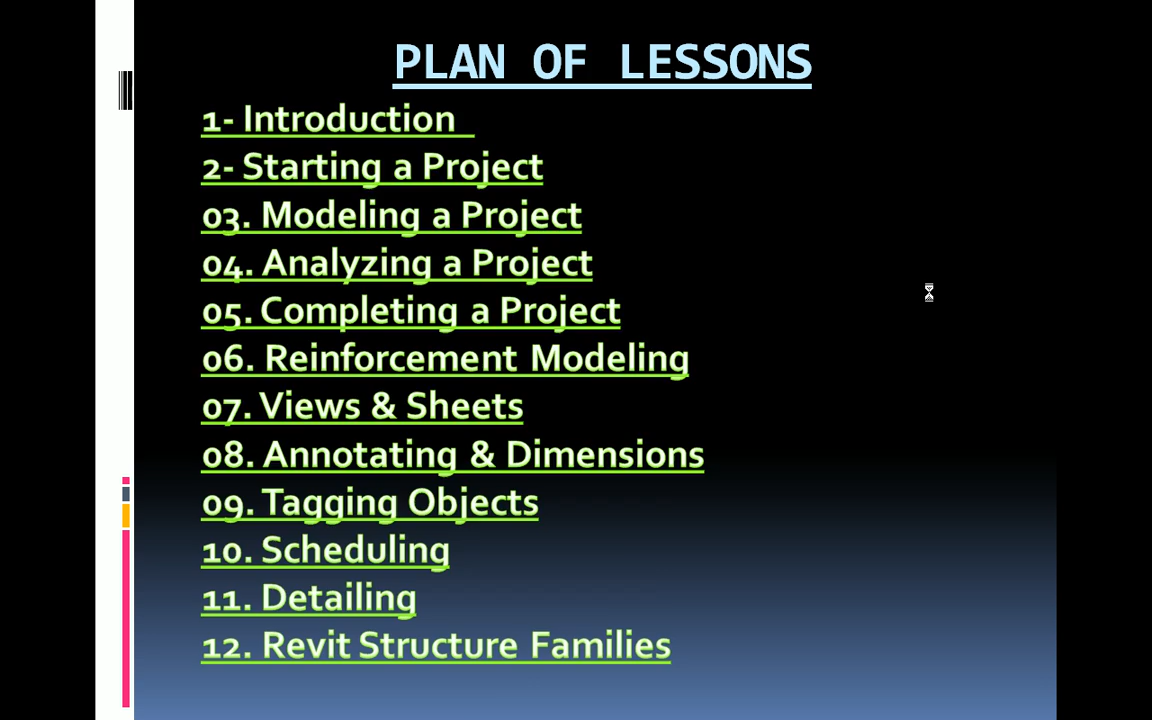 PLAN OF LESSONS
1- Introduction
2- Starting a Project
03. Modeling a Project
04. Analyzing a Project
05. Completing a Project
06. Reinforcement Modeling
07. Views & Sheets
08. Annotating & Dimensions
09. Tagging Objects
10. Scheduling
11. Detailing
12. Revit Structure Families